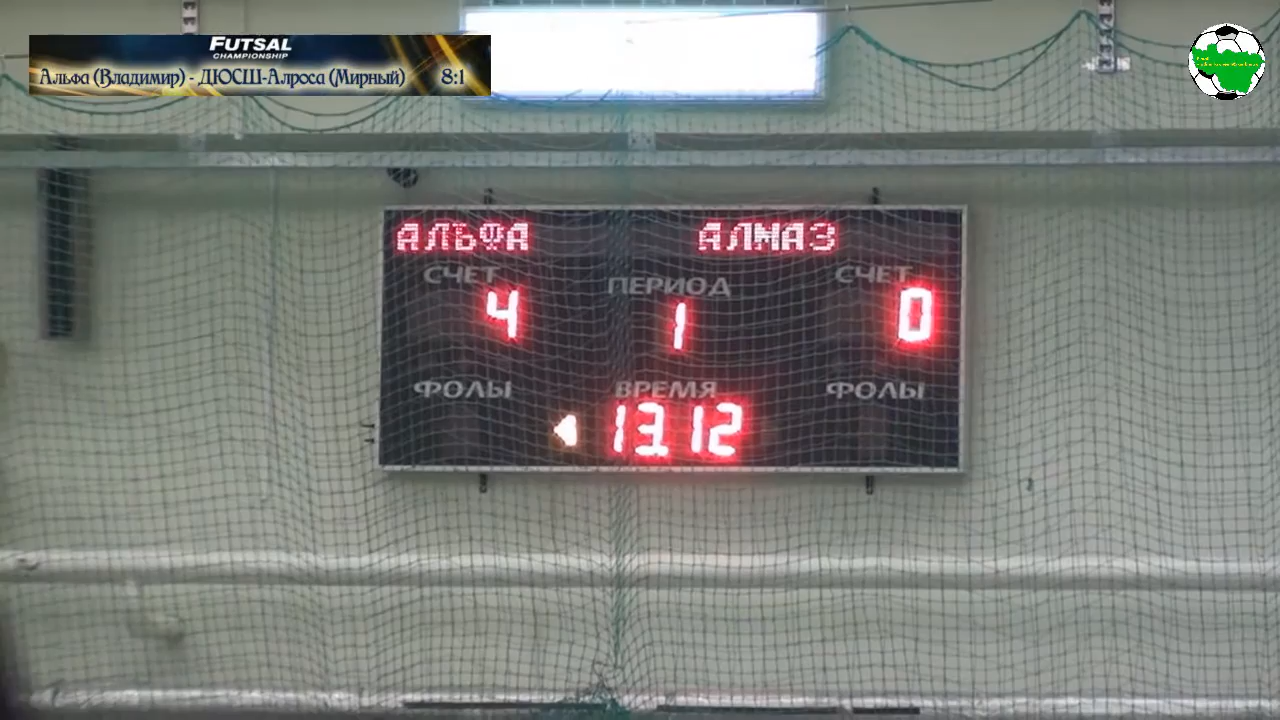 FUTSAL
CHAMPIONSHIP
Альфа (Владимир) - ДЮСШ-Алроса (Мирный) 8:1
АЛЬФА АЛМАЗ
СЧЕТ ПЕРИОД СЧЕТ
4 1 0
ФОЛЫ ВРЕМЯ ФОЛЫ
13 12